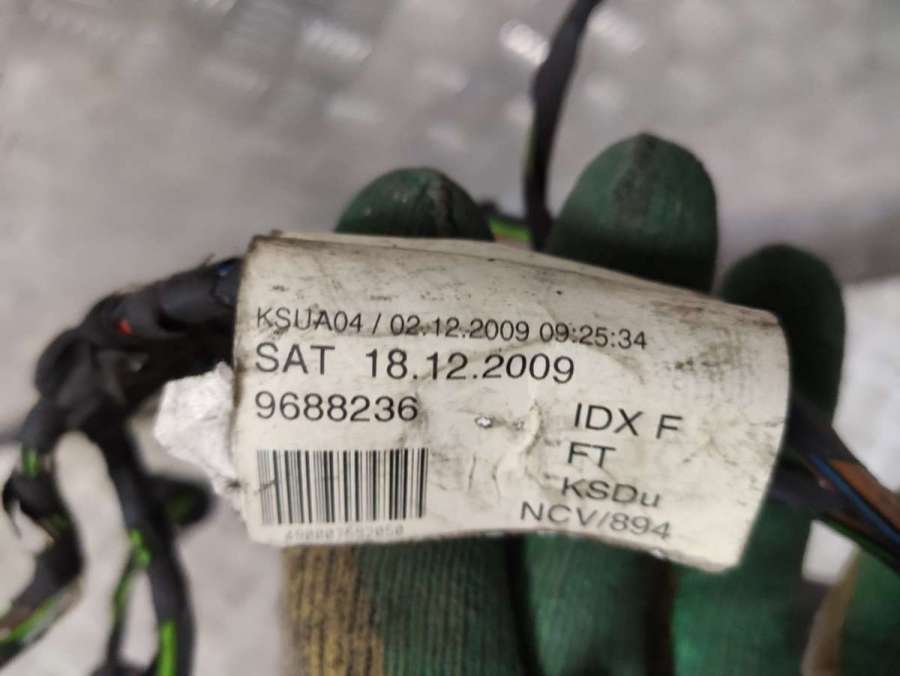 KSUA04 / 02.12.2009 09:25:34
SAT 18.12.2009
9688236
IDX F
FT
KSDu
NCV/894